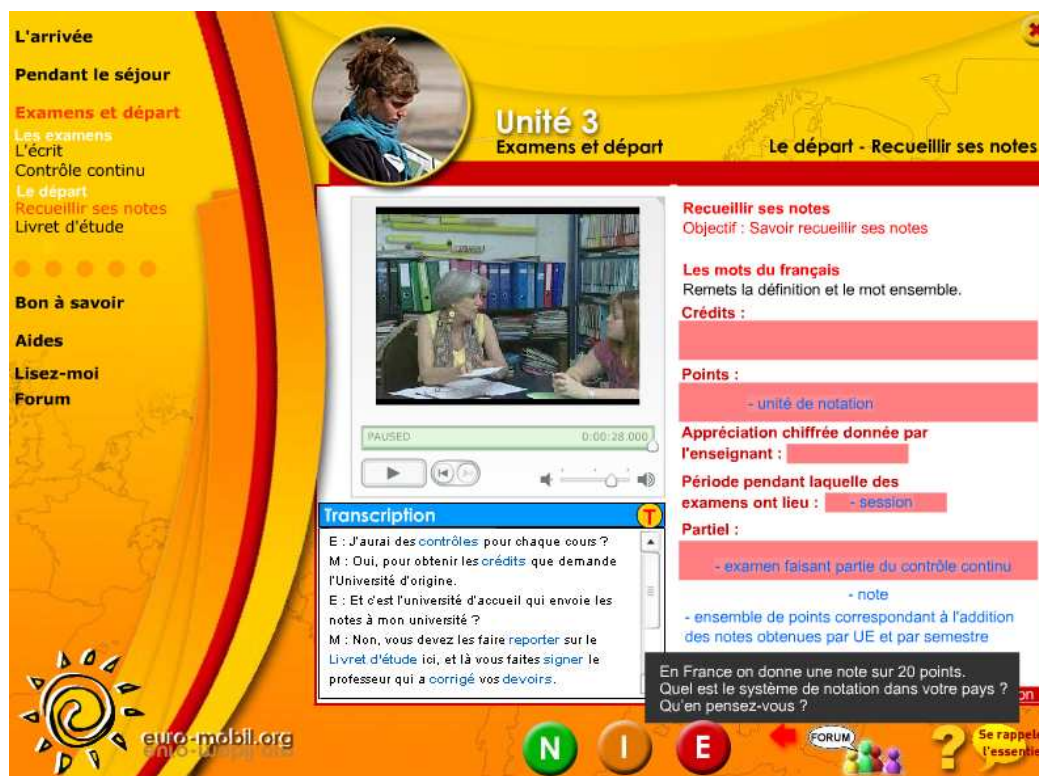 L'arrivée
Pendant le séjour
Examens et départ
Les examens
L'écrit
Contrôle continu
Le départ
Recueillir ses notes
Livret d'étude
Bon à savoir
Aides
Lisez-moi
Forum
euro-mobil.org
Unité 3
Examens et départ
Le départ - Recueillir ses notes
PAUSED 0:00:28.000
Transcription T
E : J'aurai des contrôles pour chaque cours ?
M : Oui, pour obtenir les crédits que demande
l'Université d'origine.
E : Et c'est l'université d'accueil qui envoie les
notes à mon université ?
M : Non, vous devez les faire reporter sur le
Livret d'étude ici, et là vous faites signer le
professeur qui a corrigé vos devoirs.
Recueillir ses notes
Objectif : Savoir recueillir ses notes
Les mots du français
Remets la définition et le mot ensemble.
Crédits :
Points :
- unité de notation
Appréciation chiffrée donnée par
l'enseignant :
Période pendant laquelle des
examens ont lieu : - session
Partiel :
- examen faisant partie du contrôle continu
- note
- ensemble de points correspondant à l'addition
des notes obtenues par UE et par semestre
En France on donne une note sur 20 points.
Quel est le système de notation dans votre pays ?
Qu'en pensez-vous ?
on
N I E
FORUM
?
Se rappele
l'essentie